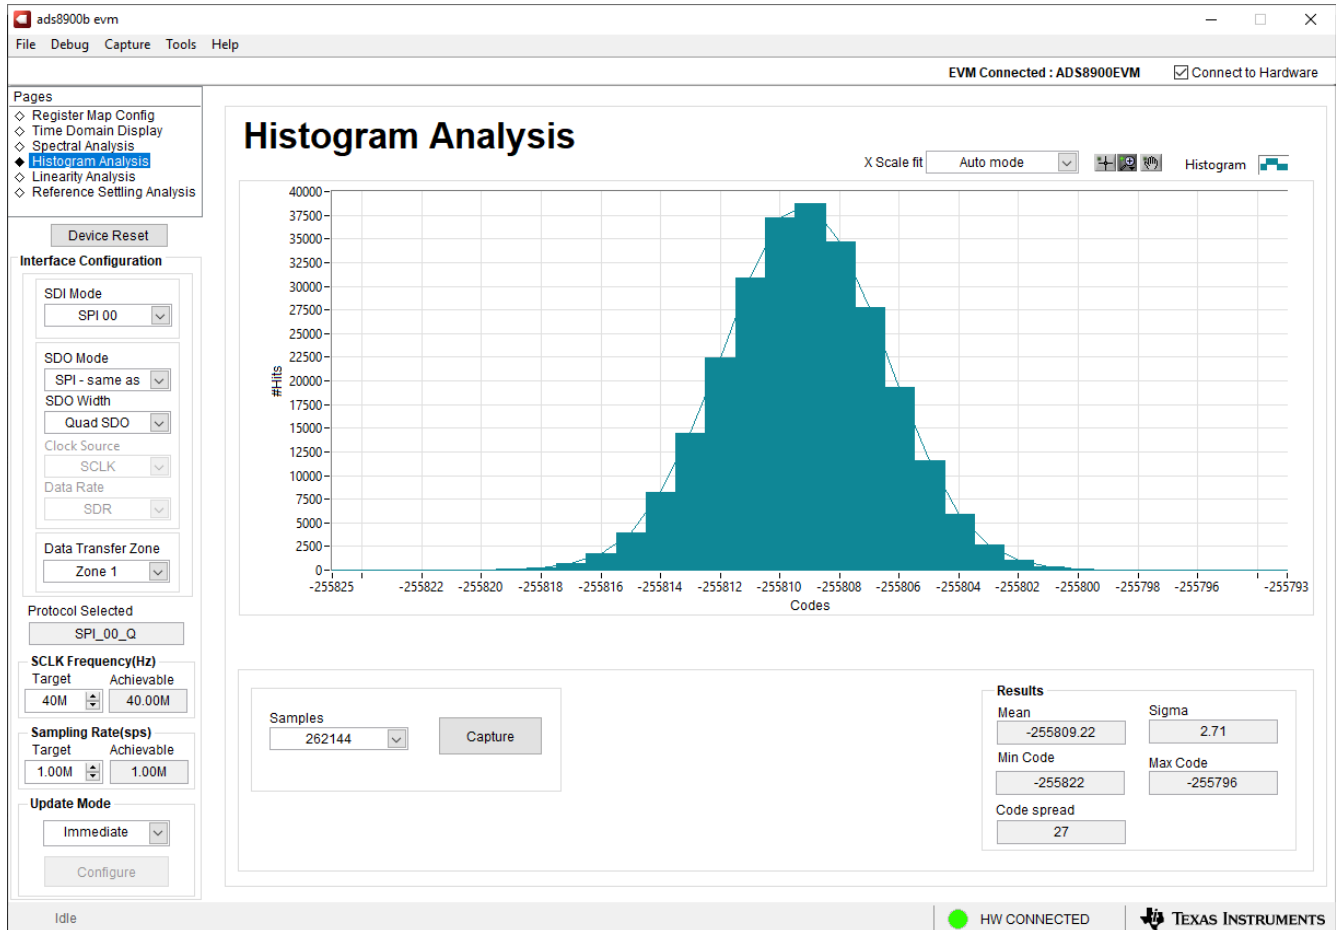 ads8900b evm
File Debug Capture Tools Help
EVM Connected : ADS8900EVM Connect to Hardware
Pages
Register Map Config
Time Domain Display
Spectral Analysis
Histogram Analysis
Linearity Analysis
Reference Settling Analysis
Device Reset
Interface Configuration
SDI Mode
SPI 00
SDO Mode
SPI - same as
SDO Width
Quad SDO
Clock Source
SCLK
Data Rate
SDR
Data Transfer Zone
Zone 1
Protocol Selected
SPI_00_Q
SCLK Frequency(Hz)
Target Achievable
40M 40.00M
Sampling Rate(sps)
Target Achievable
1.00M 1.00M
Update Mode
Immediate
Configure
Histogram Analysis
X Scale fit Auto mode Histogram
40000
37500
35000
32500
30000
27500
25000
22500
20000
17500
15000
12500
10000
7500
5000
2500
0
#Hits
-255825 -255822 -255820 -255818 -255816 -255814 -255812 -255810 -255808 -255806 -255804 -255802 -255800 -255798 -255796 -255793
Codes
Samples
262144 Capture
Results
Mean Sigma
-255809.22 2.71
Min Code Max Code
-255822 -255796
Code spread
27
Idle HW CONNECTED TEXAS INSTRUMENTS